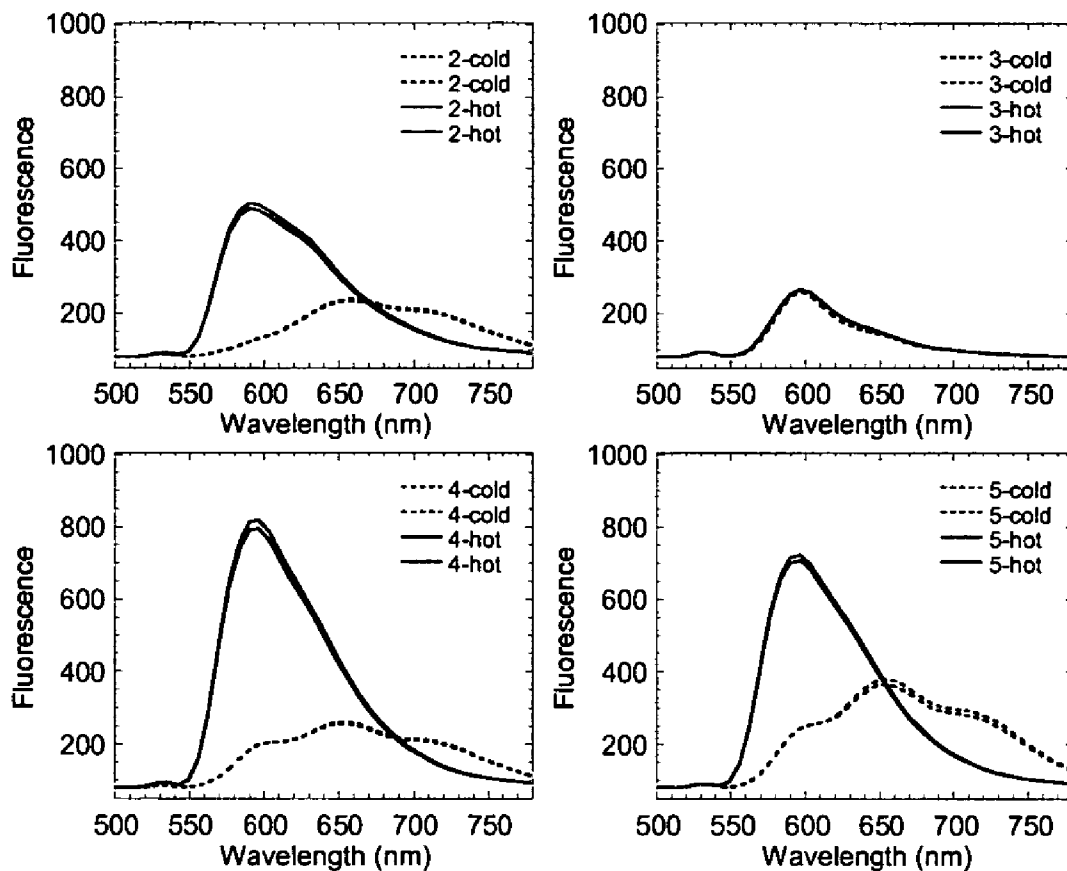 1000
800
600
400
200
Fluorescence
2-cold
2-cold
2-hot
2-hot
500 550 600 650 700 750
Wavelength (nm)
1000
800
600
400
200
Fluorescence
3-cold
3-cold
3-hot
3-hot
500 550 600 650 700 750
Wavelength (nm)
1000
800
600
400
200
Fluorescence
4-cold
4-cold
4-hot
4-hot
500 550 600 650 700 750
Wavelength (nm)
1000
800
600
400
200
Fluorescence
5-cold
5-cold
5-hot
5-hot
500 550 600 650 700 750
Wavelength (nm)